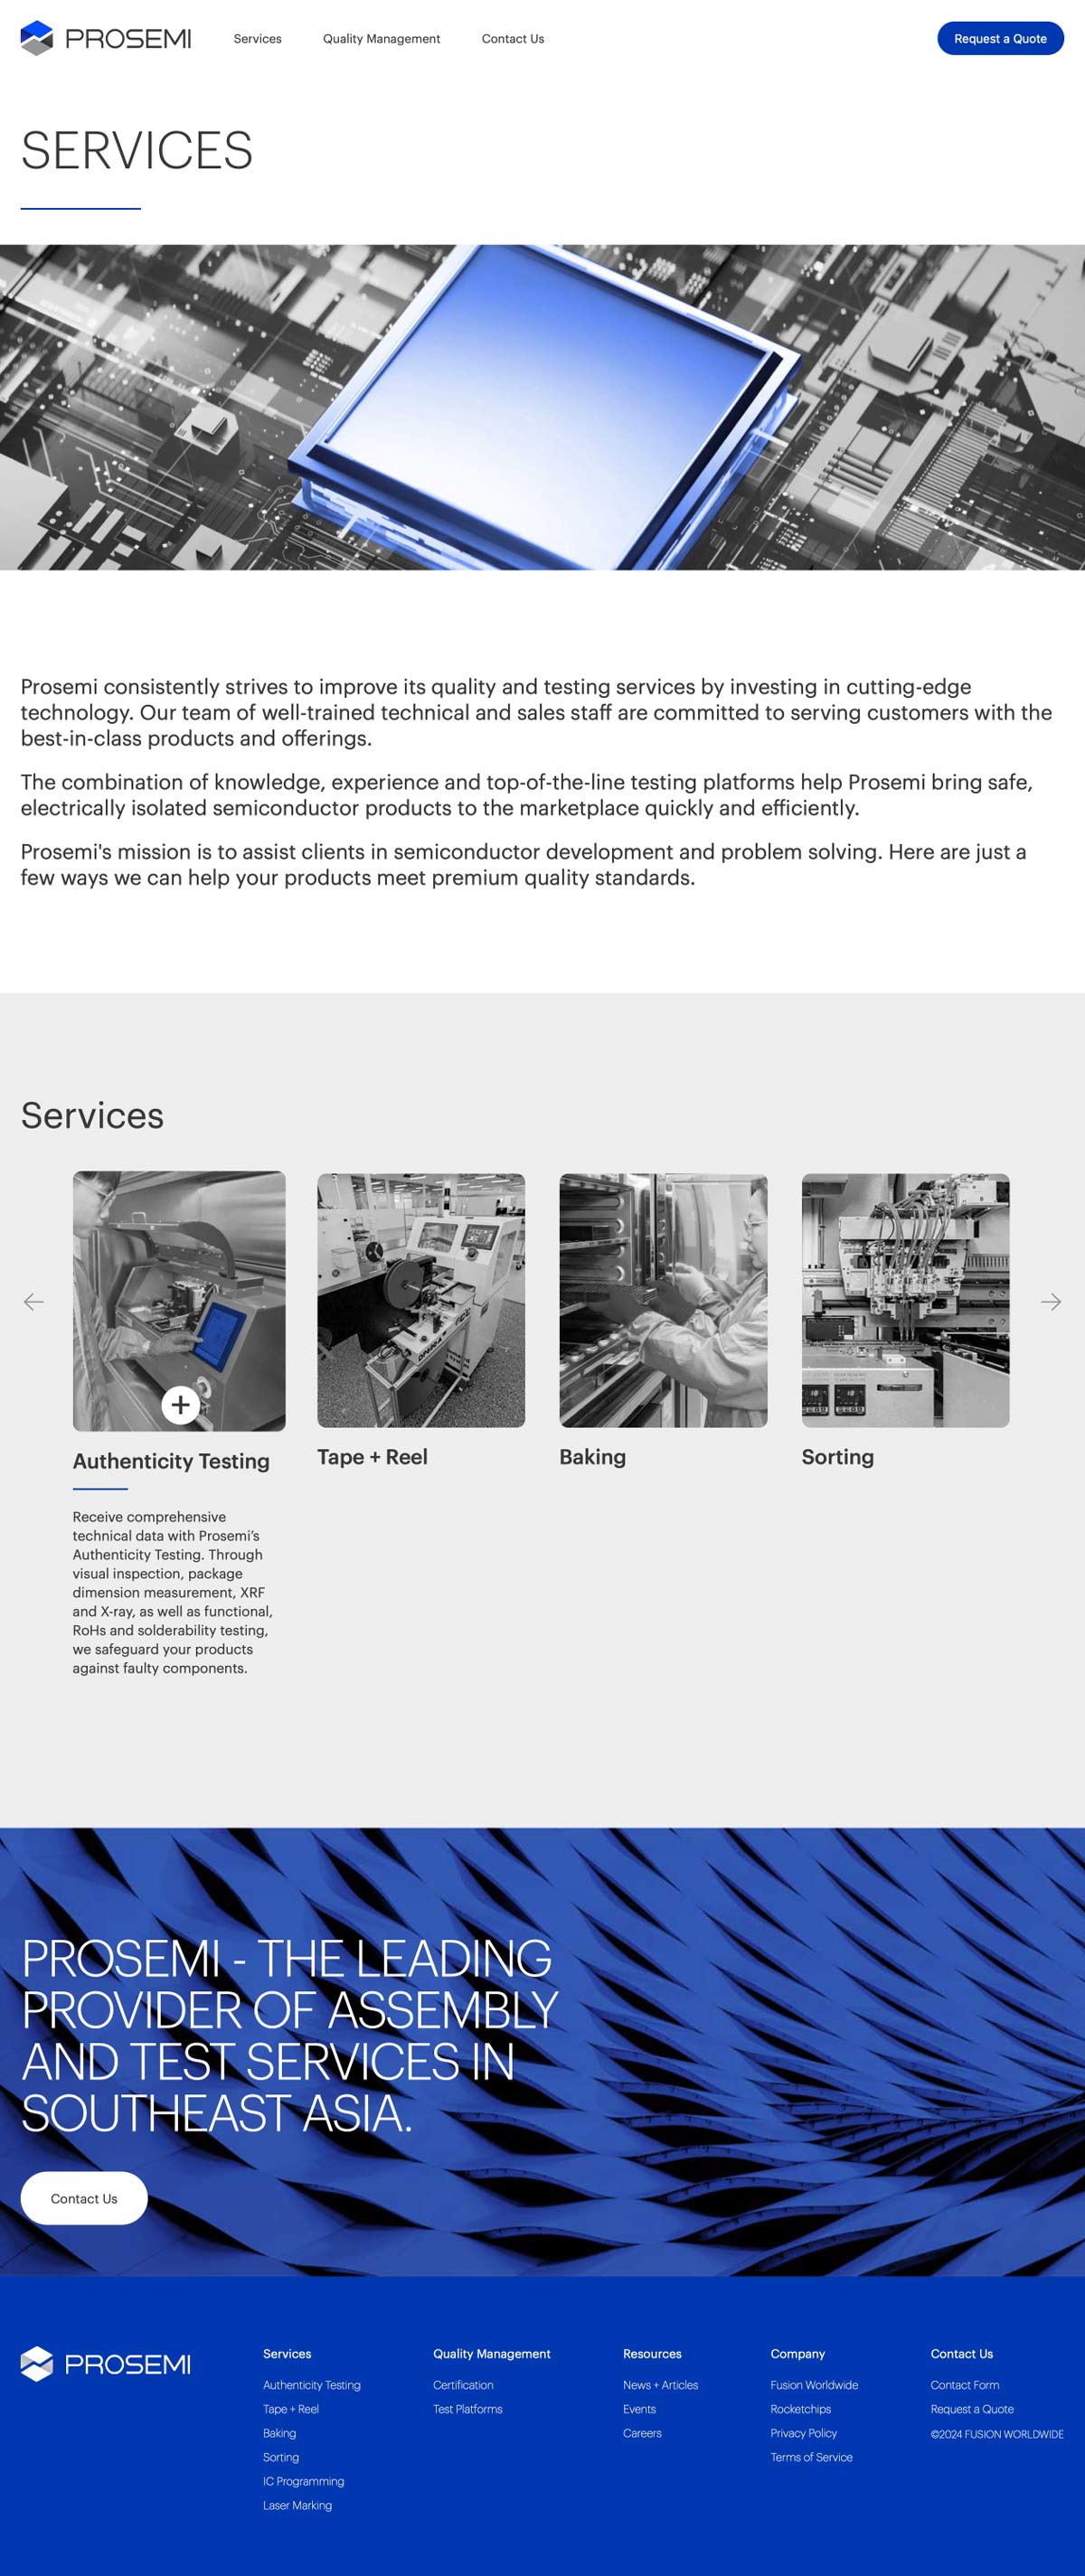 PROSEMI
Services
Quality Management
Contact Us
Request a Quote
SERVICES
Prosemi consistently strives to improve its quality and testing services by investing in cutting-edge
technology. Our team of well-trained technical and sales staff are committed to serving customers with the
best-in-class products and offerings.
The combination of knowledge, experience and top-of-the-line testing platforms help Prosemi bring safe,
electrically isolated semiconductor products to the marketplace quickly and efficiently.
Prosemi's mission is to assist clients in semiconductor development and problem solving. Here are just a
few ways we can help your products meet premium quality standards.
Services
Authenticity Testing
Receive comprehensive
technical data with Prosemi’s
Authenticity Testing. Through
visual inspection, package
dimension measurement, XRF
and X-ray, as well as functional,
RoHs and solderability testing,
we safeguard your products
against faulty components.
Tape + Reel
Baking
Sorting
PROSEMI - THE LEADING
PROVIDER OF ASSEMBLY
AND TEST SERVICES IN
SOUTHEAST ASIA.
Contact Us
PROSEMI
Services
Authenticity Testing
Tape + Reel
Baking
Sorting
IC Programming
Laser Marking
Quality Management
Certification
Test Platforms
Resources
News + Articles
Events
Careers
Company
Fusion Worldwide
Rocketchips
Privacy Policy
Terms of Service
Contact Us
Contact Form
Request a Quote
©2024 FUSION WORLDWIDE